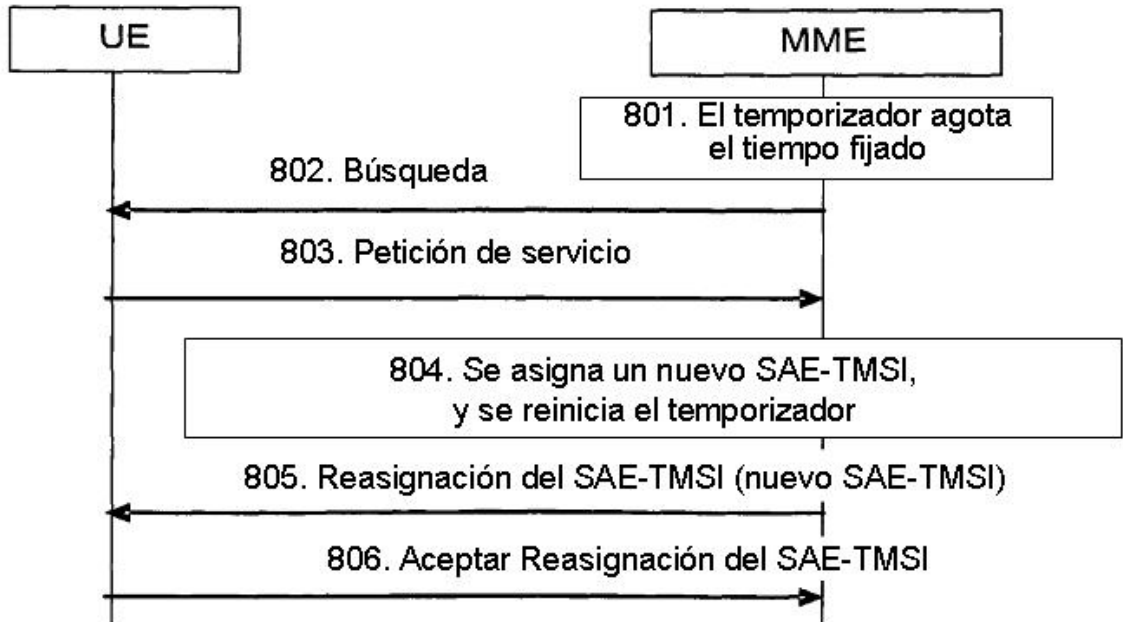 UE
MME
801. El temporizador agota
el tiempo fijado
802. Búsqueda
803. Petición de servicio
804. Se asigna un nuevo SAE-TMSI,
y se reinicia el temporizador
805. Reasignación del SAE-TMSI (nuevo SAE-TMSI)
806. Aceptar Reasignación del SAE-TMSI